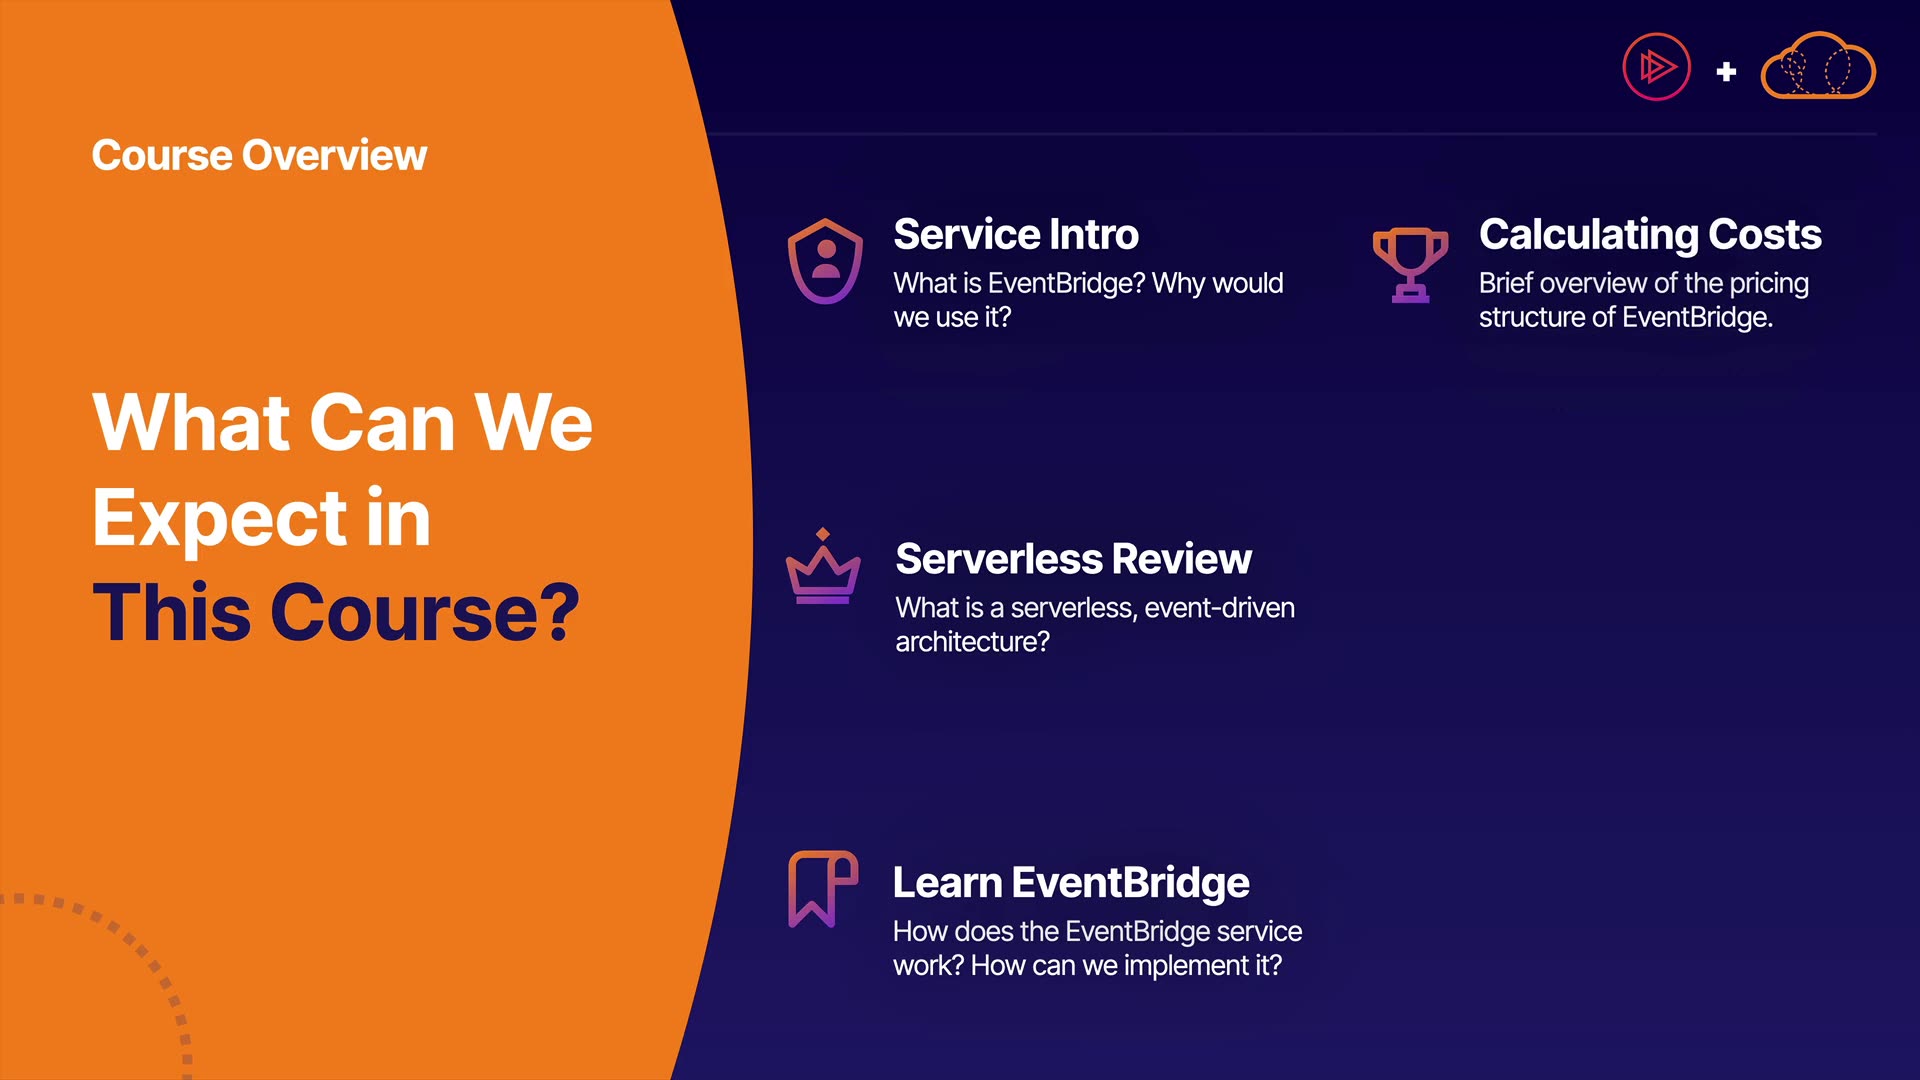 Course Overview
What Can We
Expect in
This Course?
Service Intro
What is EventBridge? Why would
we use it?
Serverless Review
What is a serverless, event-driven
architecture?
Learn EventBridge
How does the EventBridge service
work? How can we implement it?
Calculating Costs
Brief overview of the pricing
structure of EventBridge.
+